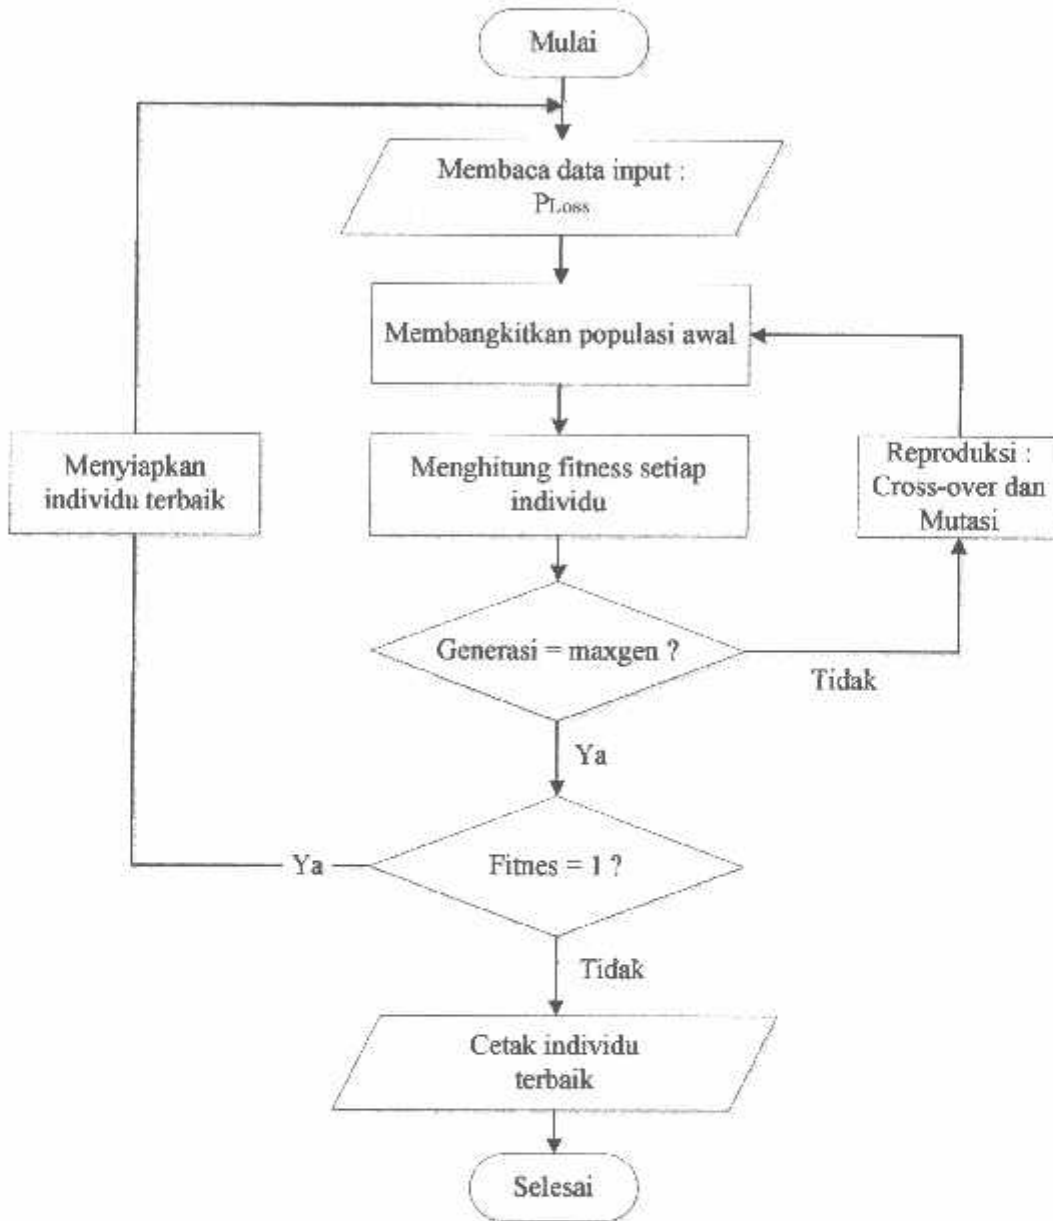 Mulai
Membaca data input :
PLoss
Membangkitkan populasi awal
Menghitung fitness setiap
individu
Menyiapkan
individu terbaik
Reproduksi :
Cross-over dan
Mutasi
Generasi = maxgen ?
Tidak
Ya
Fitnes = 1 ?
Ya
Tidak
Cetak individu
terbaik
Selesai